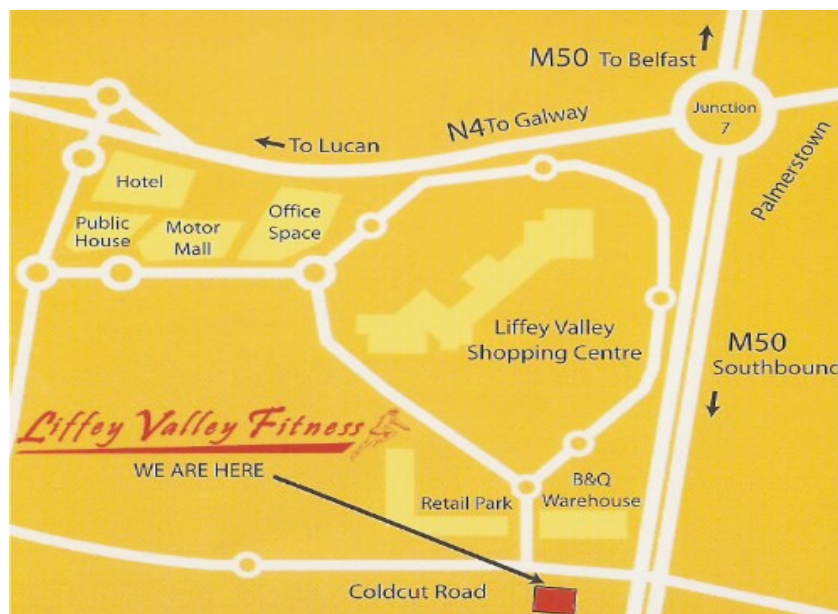 M50 To Belfast
Junction
7
N4 To Galway
To Lucan
Palmerstown
Hotel
Public
House
Motor
Mall
Office
Space
Liffey Valley
Shopping Centre
M50
Southbound
Liffey Valley Fitness
WE ARE HERE
Retail Park
B&Q
Warehouse
Coldcut Road